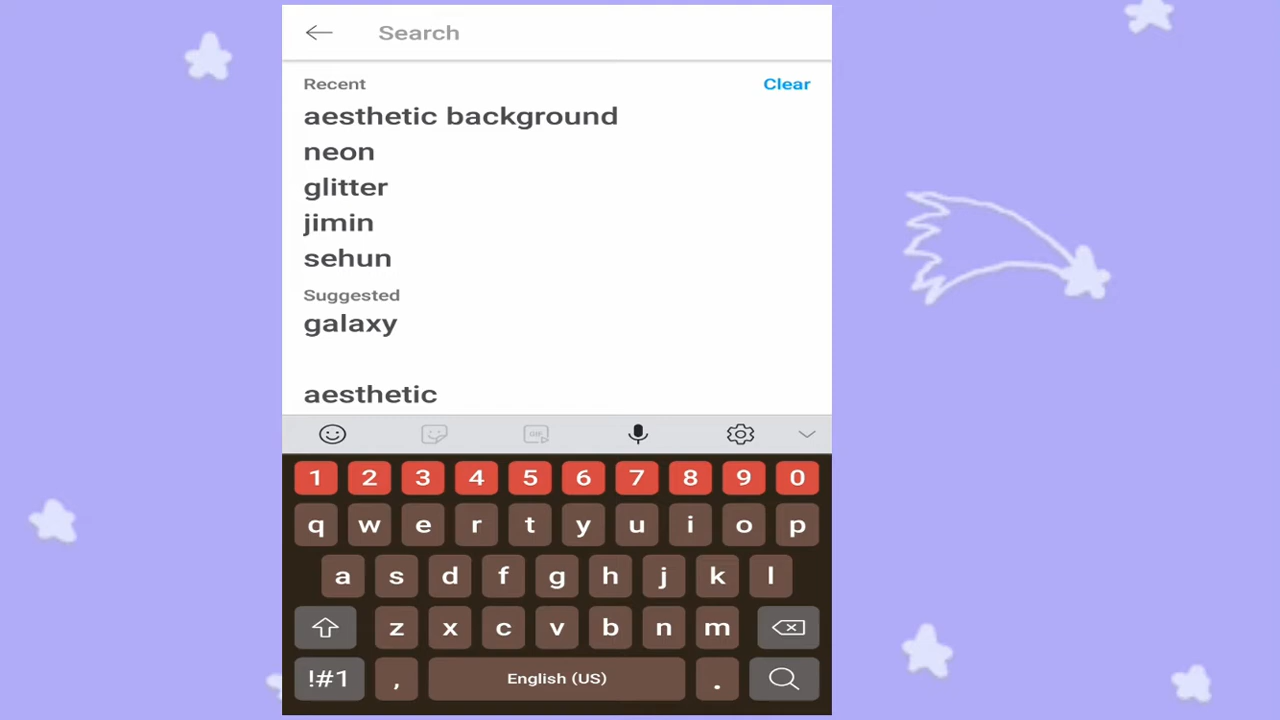 Search
Recent Clear
aesthetic background
neon
glitter
jimin
sehun
Suggested
galaxy
aesthetic
GIF
1 2 3 4 5 6 7 8 9 0
q w e r t y u i o p
a s d f g h j k l
z x c v b n m
!#1 , English (US) .